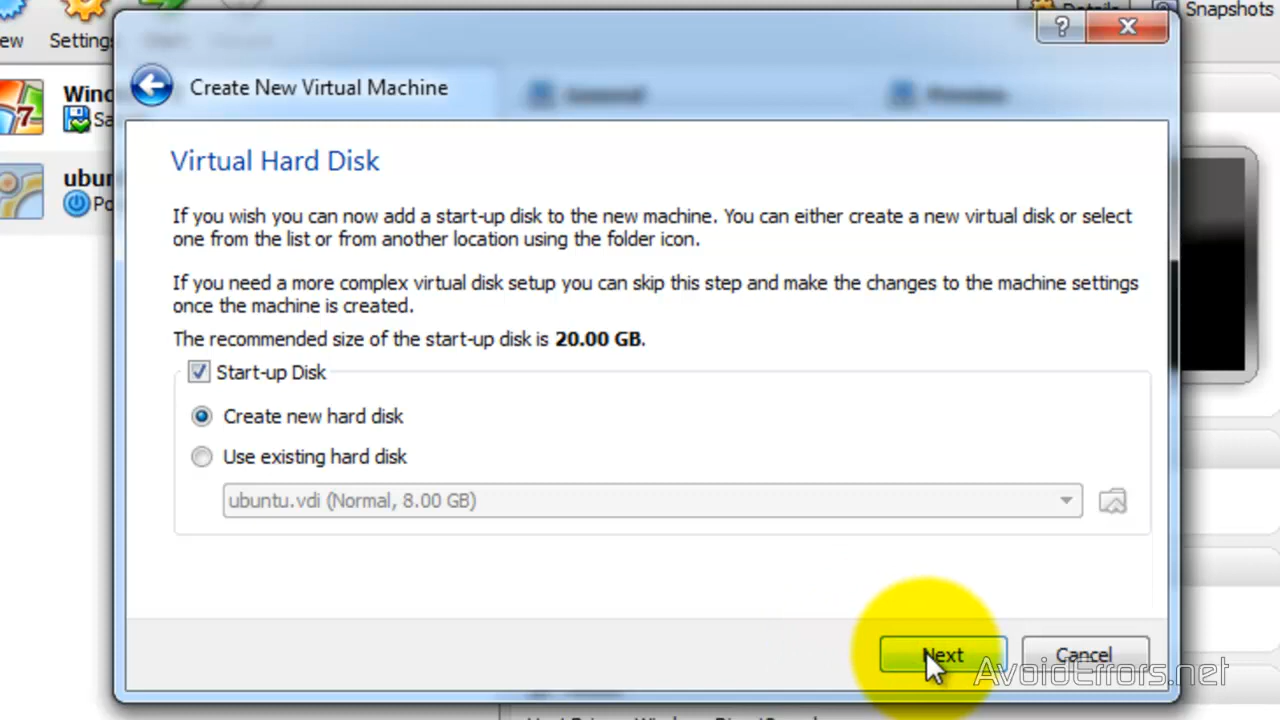 Snapshots
Settings
Create New Virtual Machine
General
Preview
Wind
Sa
ubun
Po
Virtual Hard Disk
If you wish you can now add a start-up disk to the new machine. You can either create a new virtual disk or select
one from the list or from another location using the folder icon.
If you need a more complex virtual disk setup you can skip this step and make the changes to the machine settings
once the machine is created.
The recommended size of the start-up disk is 20.00 GB.
Start-up Disk
Create new hard disk
Use existing hard disk
ubuntu.vdi (Normal, 8.00 GB)
Next
Cancel
AvoidErrors.net